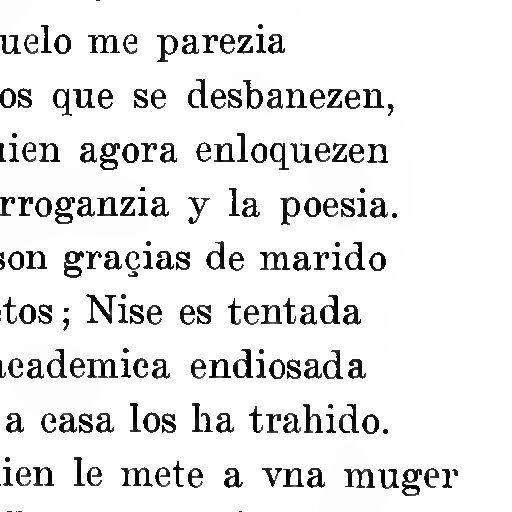 uelo me parezia
os que se desbanezen,
uien agora enloquezen
rroganzia y la poesia.
son graçias de marido
etos; Nise es tentada
academica endiosada
a casa los ha trahido.
ien le mete a vna muger